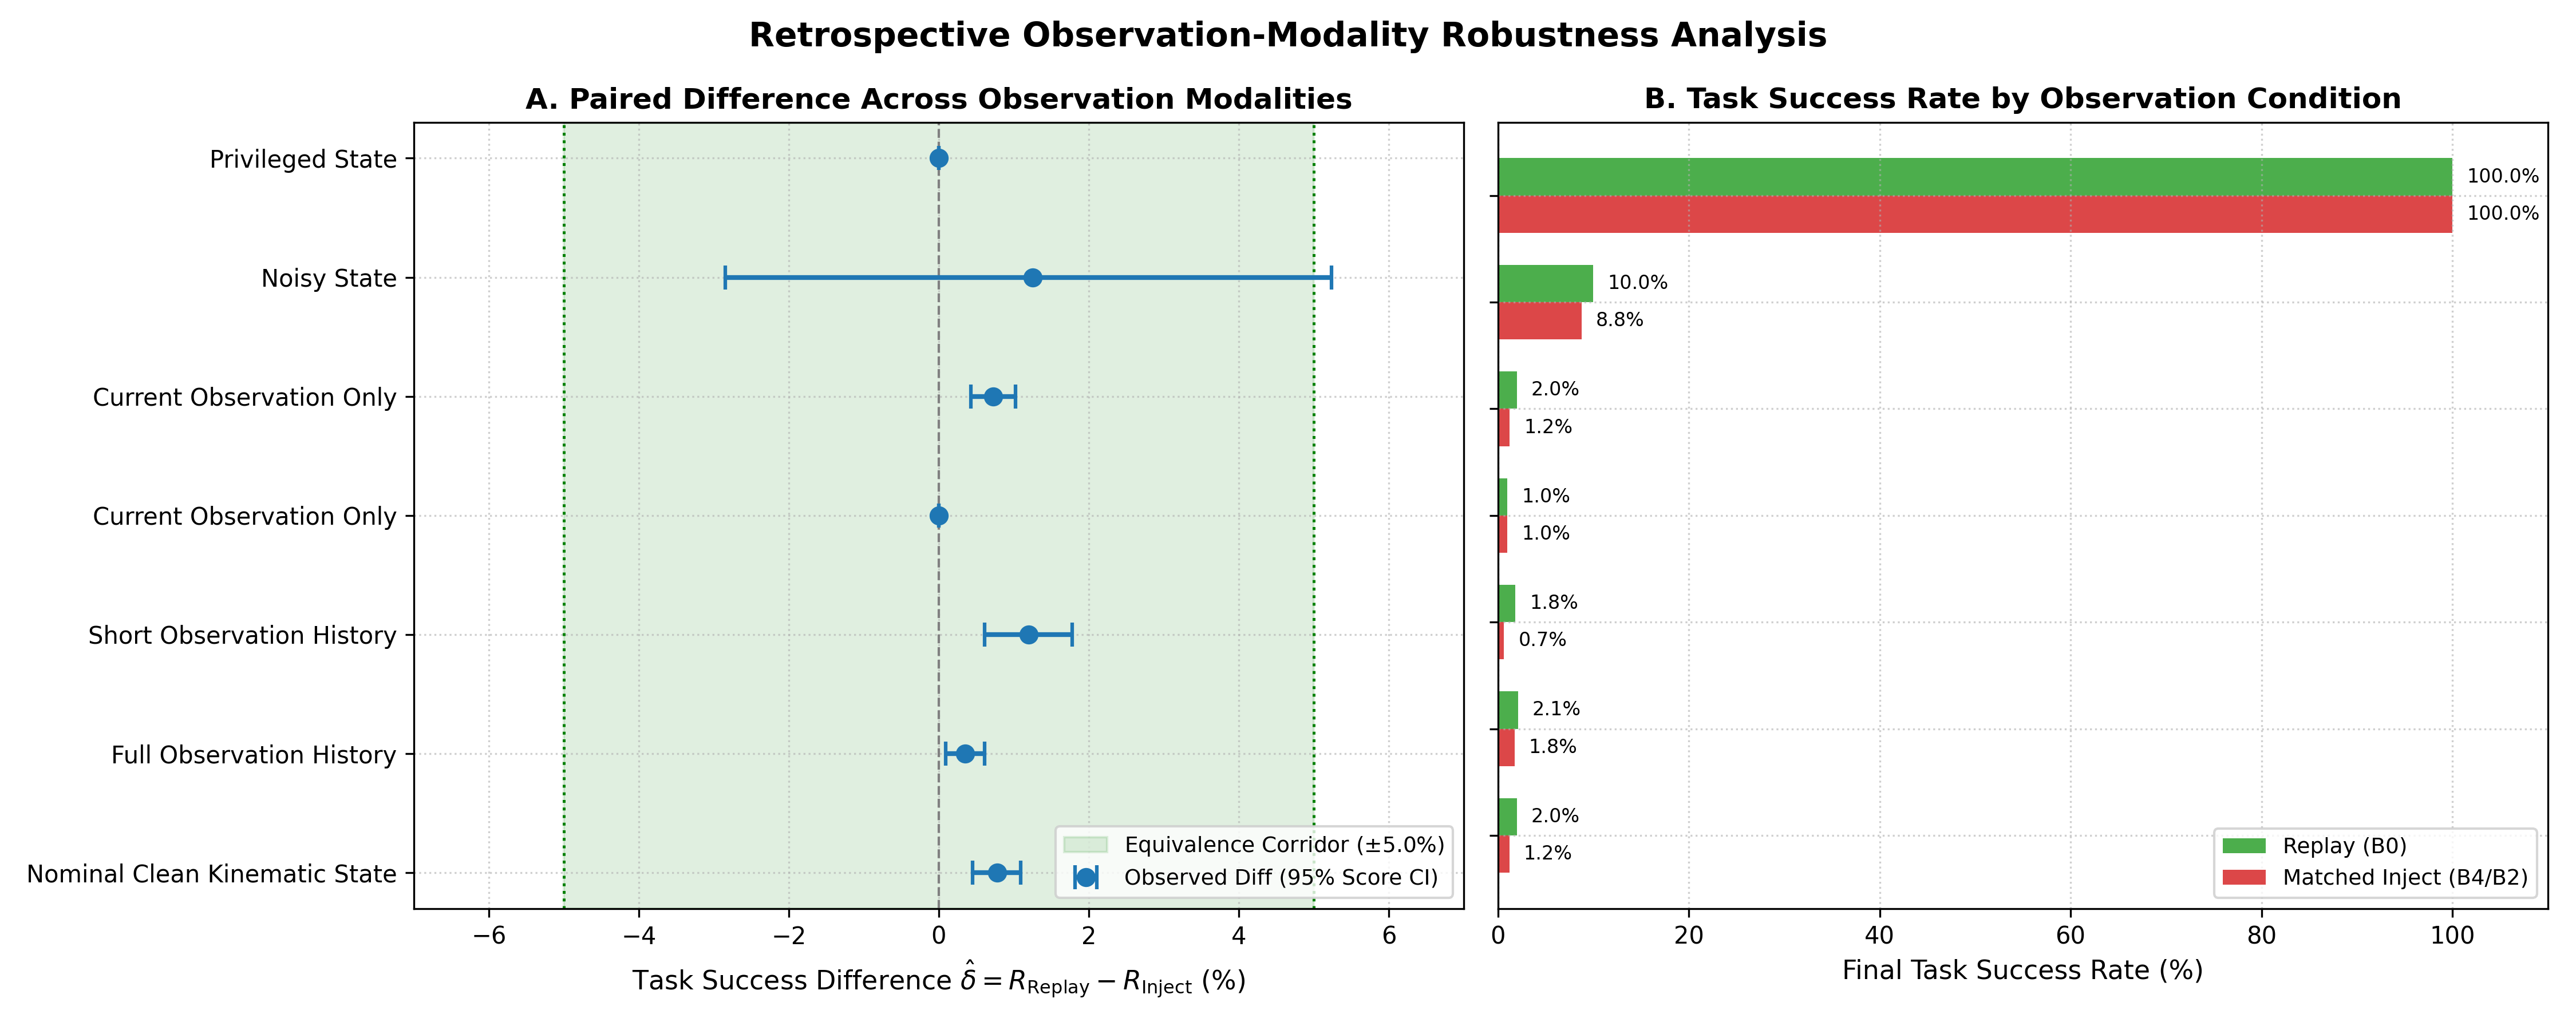 Retrospective Observation-Modality Robustness Analysis
A. Paired Difference Across Observation Modalities
Privileged State
Noisy State
Current Observation Only
Current Observation Only
Short Observation History
Full Observation History
Nominal Clean Kinematic State
Equivalence Corridor (±5.0%)
Observed Diff (95% Score CI)
−6 −4 −2 0 2 4 6
Task Success Difference δ̂ = R_Replay − R_Inject (%)
B. Task Success Rate by Observation Condition
100.0%
100.0%
10.0%
8.8%
2.0%
1.2%
1.0%
1.0%
1.8%
0.7%
2.1%
1.8%
2.0%
1.2%
Replay (B0)
Matched Inject (B4/B2)
0 20 40 60 80 100
Final Task Success Rate (%)